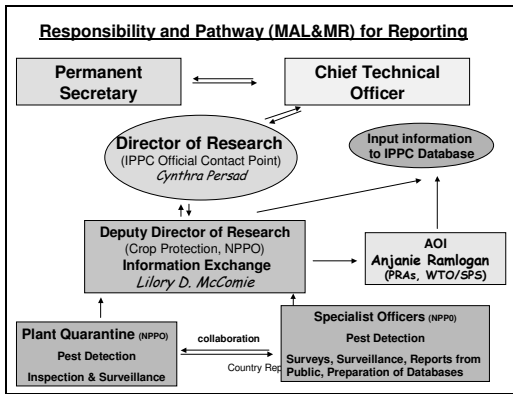 Responsibility and Pathway (MAL&MR) for Reporting
Permanent
Secretary
Chief Technical
Officer
Director of Research
(IPPC Official Contact Point)
Cynthra Persad
Input information
to IPPC Database
Deputy Director of Research
(Crop Protection, NPPO)
Information Exchange
Lilory D. McComie
AOI
Anjanie Ramlogan
(PRAs, WTO/SPS)
Plant Quarantine (NPPO)
Pest Detection
Inspection & Surveillance
collaboration
Country Rep
Specialist Officers (NPP0)
Pest Detection
Surveys, Surveillance, Reports from
Public, Preparation of Databases